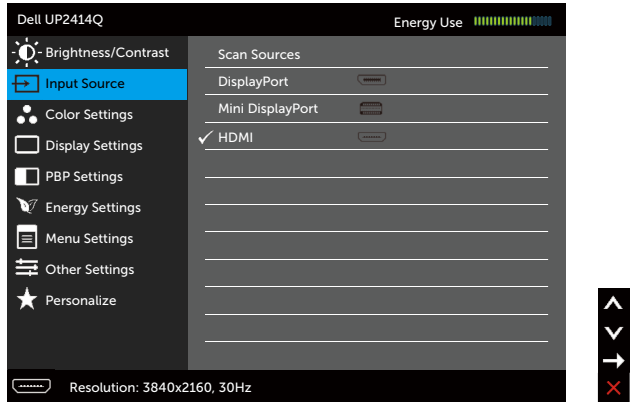 Dell UP2414Q
Energy Use
Brightness/Contrast
Input Source
Color Settings
Display Settings
PBP Settings
Energy Settings
Menu Settings
Other Settings
Personalize
Scan Sources
DisplayPort
Mini DisplayPort
HDMI
Resolution: 3840x2160, 30Hz